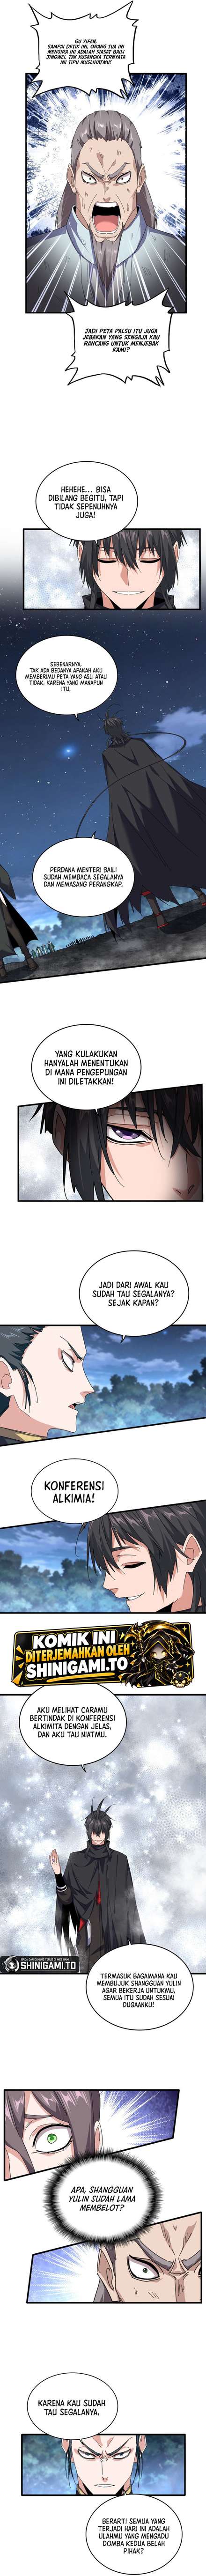 GU YIFAN,
SAMPAI DETIK INI, ORANG TUA INI
MENGIRA INI ADALAH SIASAT BAILI
JINGWEI, TAK KUSANGKA TERNYATA
INI TIPU MUSLIHATMU!
JADI PETA PALSU ITU JUGA
JEBAKAN YANG SENGAJA KAU
RANCANG UNTUK MENJEBAK
KAMI?
HEHEHE... BISA
DIBILANG BEGITU, TAPI
TIDAK SEPENUHNYA
JUGA!
SEBENARNYA,
TAK ADA BEDANYA APAKAH AKU
MEMBERIMU PETA YANG ASLI ATAU
TIDAK, KARENA YANG MANAPUN
ITU,
PERDANA MENTERI BAILI
SUDAH MEMBACA SEGALANYA
DAN MEMASANG PERANGKAP.
YANG KULAKUKAN
HANYALAH MENENTUKAN
DI MANA PENGEPUNGAN
INI DILETAKKAN!
JADI DARI AWAL KAU
SUDAH TAU SEGALANYA?
SEJAK KAPAN?
KONFERENSI
ALKIMIA!
KOMIK INI
DITERJEMAHKAN OLEH
SHINIGAMI.TO
AKU MELIHAT CARAMU
BERTINDAK DI KONFERENSI
ALKIMITA DENGAN JELAS,
DAN AKU TAU NIATMU.
SHINIGAMI.TO
TERMASUK BAGAIMANA KAU
MEMBUJUK SHANGGUAN YULIN
AGAR BEKERJA UNTUKMU,
SEMUA ITU SUDAH SESUAI
DUGAANKU!
APA, SHANGGUAN
YULIN SUDAH LAMA
MEMBELOT?
KARENA KAU SUDAH
TAU SEGALANYA,
BERARTI SEMUA YANG
TERJADI HARI INI ADALAH
ULAHMU YANG MENGADU
DOMBA KEDUA BELAH
PIHAK?